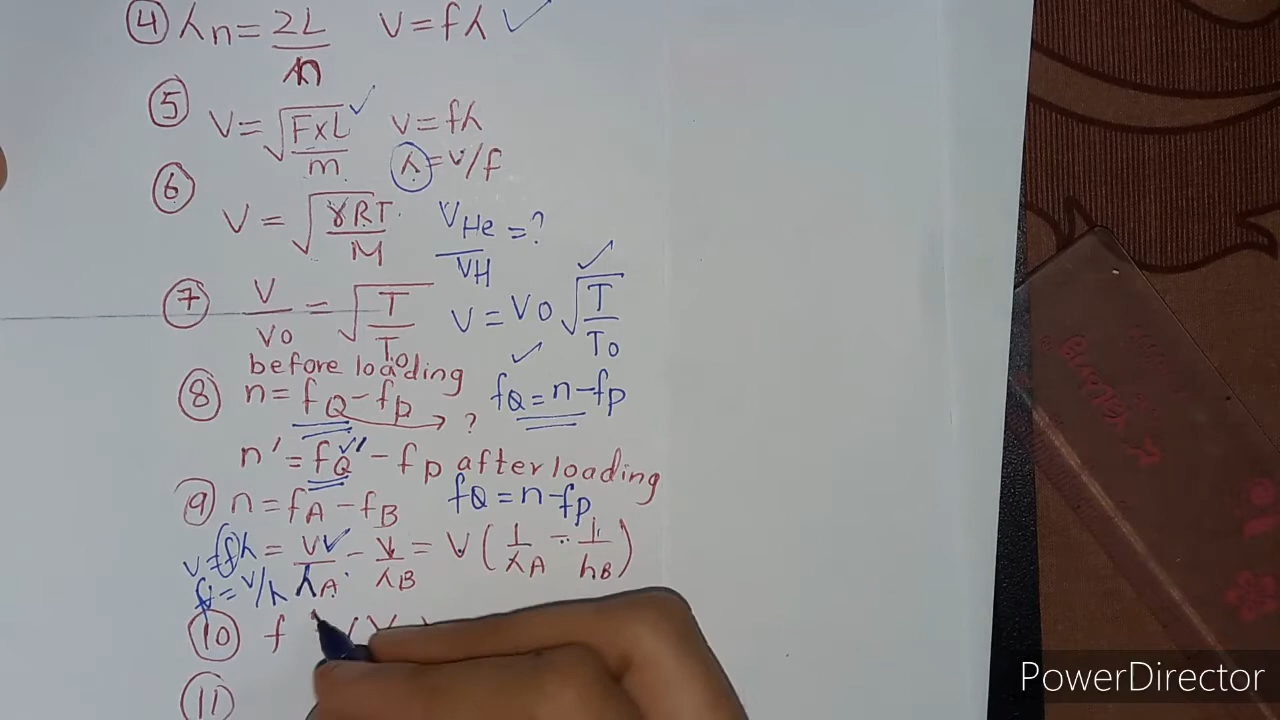 ④ λn = 2L/n V = fλ ✓
⑤ V = √(F×L/m) ✓ v = fλ
λ = v/f
⑥ V = √(γRT/M) VHe/VH = ?
⑦ V/V0 = √(T/T0) V = V0 √(T/T0) ✓
before loading
⑧ n = fQ - fp ? fQ = n - fp ✓
n' = fQ' - fp after loading
⑨ n = fA - fB fQ = n - fp
v = fλ = V/λA - V/λB = V (1/λA - 1/λB)
f = v/λ
⑩ f
⑪
PowerDirector